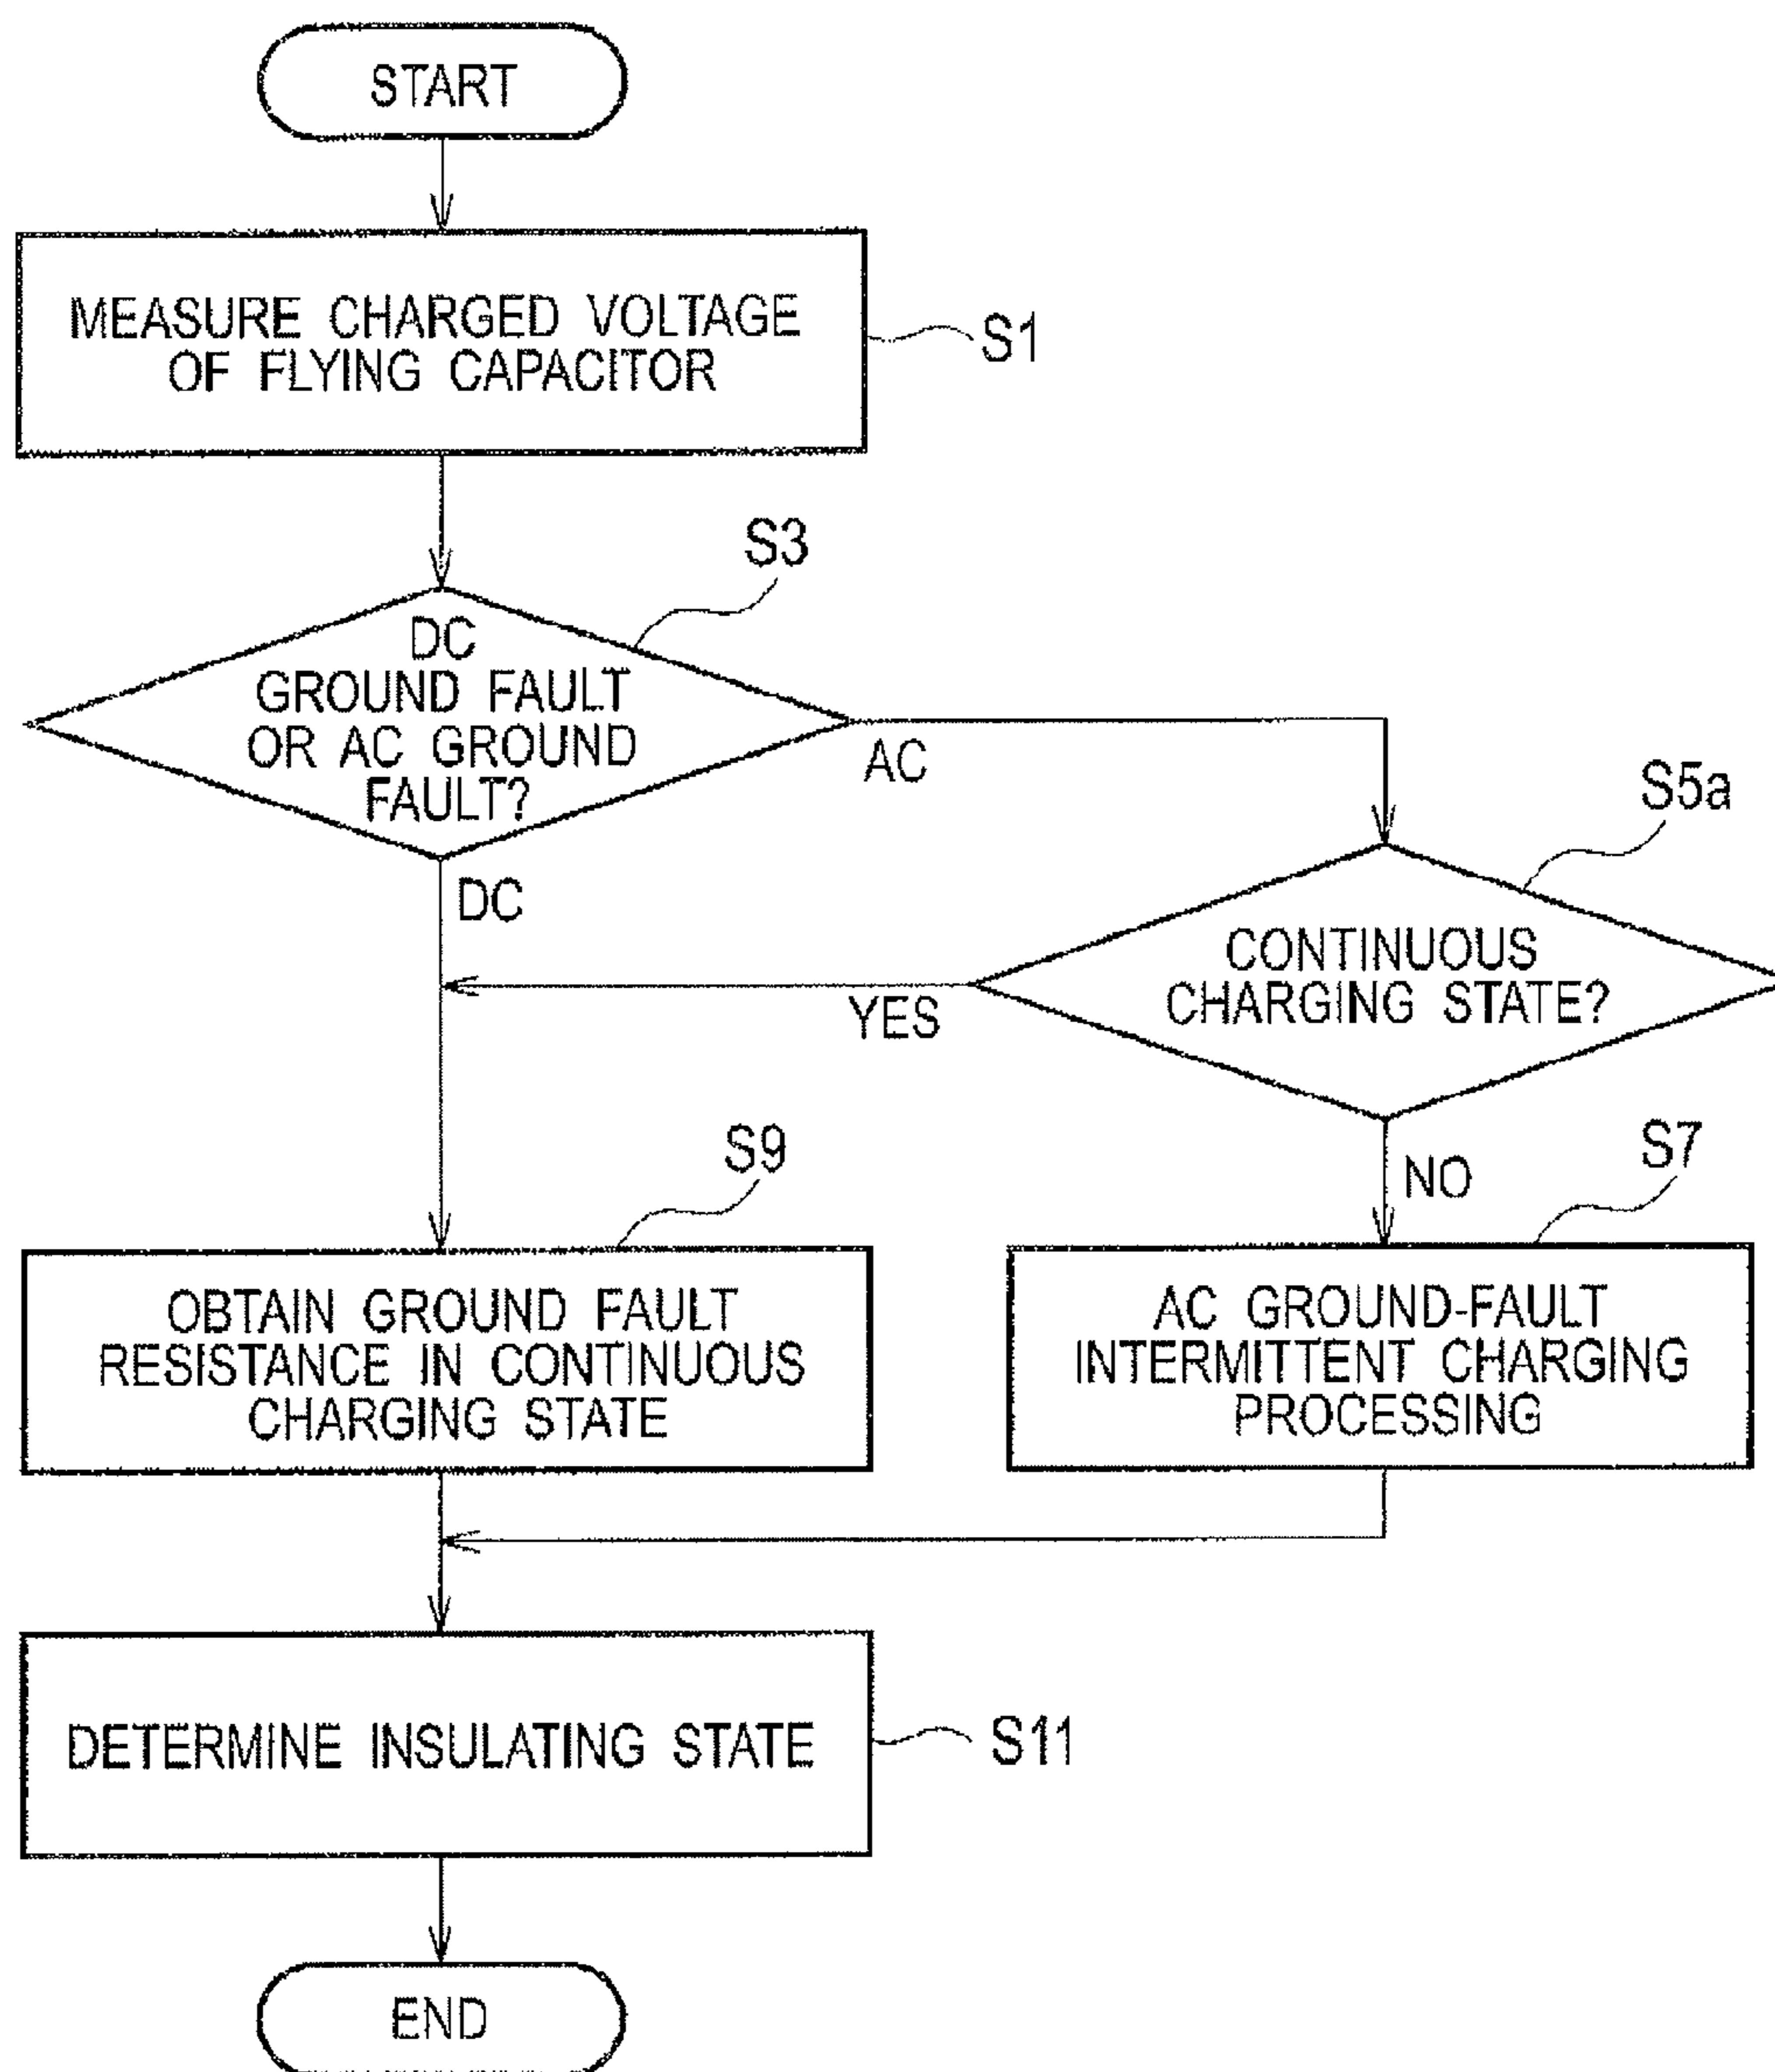 START
MEASURE CHARGED VOLTAGE
OF FLYING CAPACITOR
S1
S3
DC
GROUND FAULT
OR AC GROUND
FAULT?
AC
DC
S5a
CONTINUOUS
CHARGING STATE?
YES
NO
S9
OBTAIN GROUND FAULT
RESISTANCE IN CONTINUOUS
CHARGING STATE
S7
AC GROUND-FAULT
INTERMITTENT CHARGING
PROCESSING
DETERMINE INSULATING STATE
S11
END